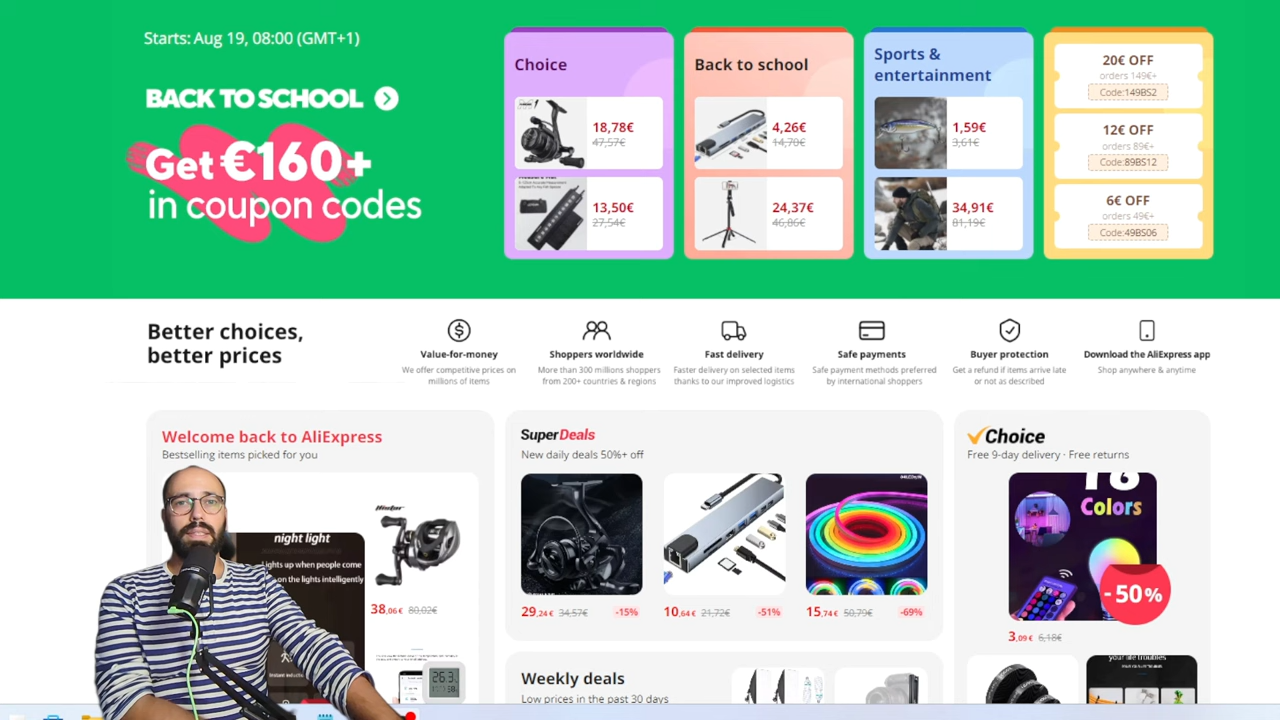 Starts: Aug 19, 08:00 (GMT+1)
BACK TO SCHOOL
Get €160+
in coupon codes
Choice
18,78€
47,57€
13,50€
27,54€
Back to school
4,26€
14,70€
24,37€
46,86€
Sports &
entertainment
1,59€
3,61€
34,91€
81,19€
20€ OFF
orders 149€+
Code:149BS2
12€ OFF
orders 89€+
Code:89BS12
6€ OFF
orders 49€+
Code:49BS06
Better choices,
better prices
Value-for-money
We offer competitive prices on
millions of items
Shoppers worldwide
More than 300 millions shoppers
from 200+ countries & regions
Fast delivery
Faster delivery on selected items
thanks to our improved logistics
Safe payments
Safe payment methods preferred
by international shoppers
Buyer protection
Get a refund if items arrive late
or not as described
Download the AliExpress app
Shop anywhere & anytime
Welcome back to AliExpress
Bestselling items picked for you
night light
Lights up when people come
on the lights intelligently
38,06€ 80,02€
SuperDeals
New daily deals 50%+ off
29,24€ 34,57€ -15%
10,64€ 21,72€ -51%
15,74€ 50,79€ -69%
Choice
Free 9-day delivery · Free returns
16
Colors
-50%
3,09€ 6,18€
Weekly deals
Low prices in the past 30 days
your life troubles